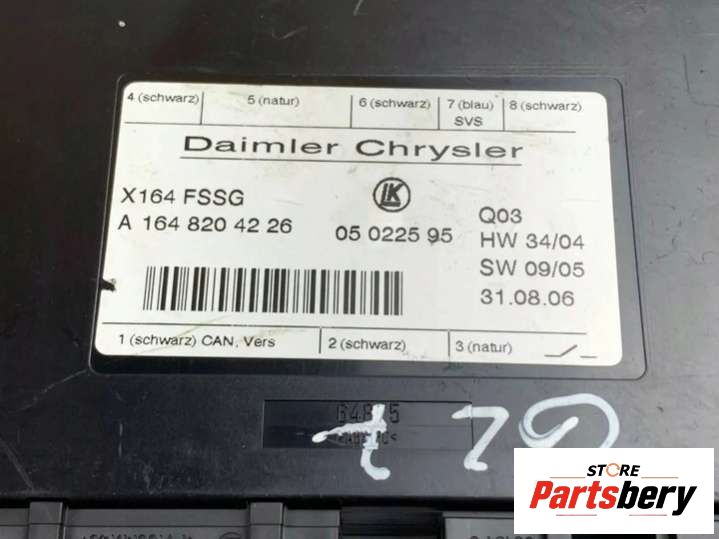 4 (schwarz) 5 (natur) 6 (schwarz) 7 (blau) 8 (schwarz)
SVS
Daimler Chrysler
X164 FSSG
A 164 820 42 26
LK
05 0225 95
Q03
HW 34/04
SW 09/05
31.08.06
1 (schwarz) CAN, Vers 2 (schwarz) 3 (natur)
STORE
Partsbery